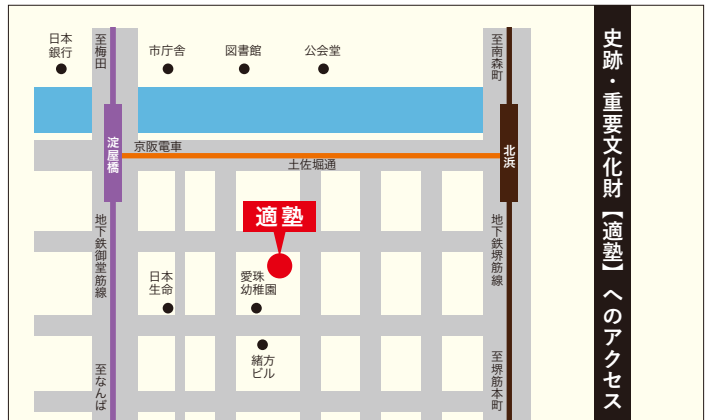 史跡・重要文化財【適塾】へのアクセス
日本
銀行
至梅田
市庁舎
図書館
公会堂
至南森町
淀屋橋
京阪電車
土佐堀通
北浜
適塾
地下鉄御堂筋線
地下鉄堺筋線
日本
生命
愛珠
幼稚園
緒方
ビル
至なんば
至堺筋本町